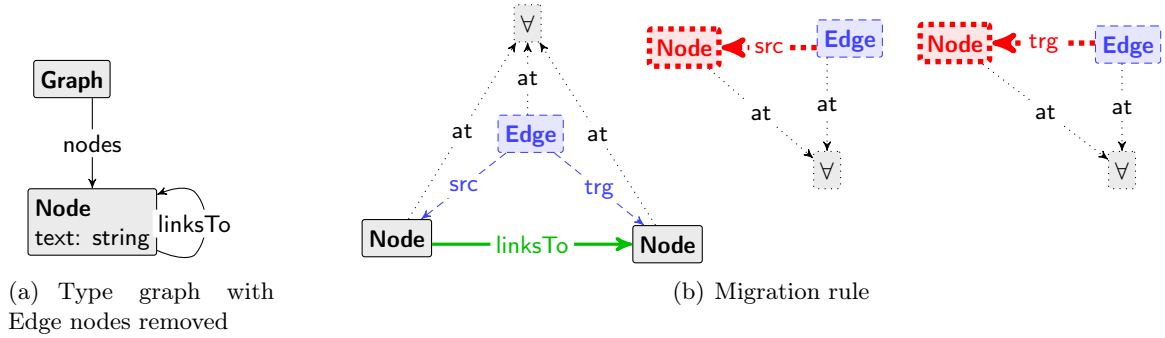 Graph
nodes
Node
text: string
linksTo
(a) Type graph with
Edge nodes removed
∀
at
at
at
Edge
src
trg
Node
linksTo
Node
Node
src
Edge
at
at
∀
Node
trg
Edge
at
at
∀
(b) Migration rule